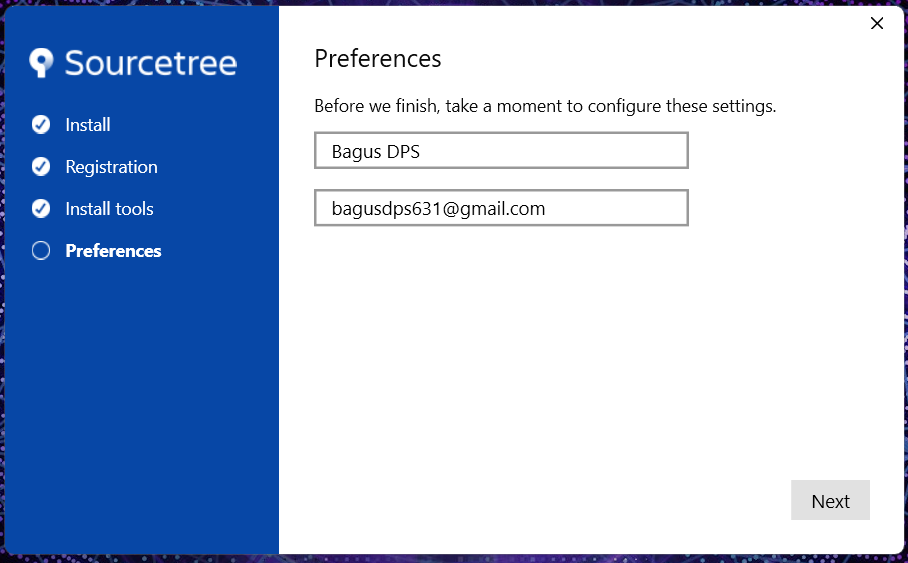 Sourcetree
Install
Registration
Install tools
Preferences
Preferences
Before we finish, take a moment to configure these settings.
Bagus DPS
bagusdps631@gmail.com
Next